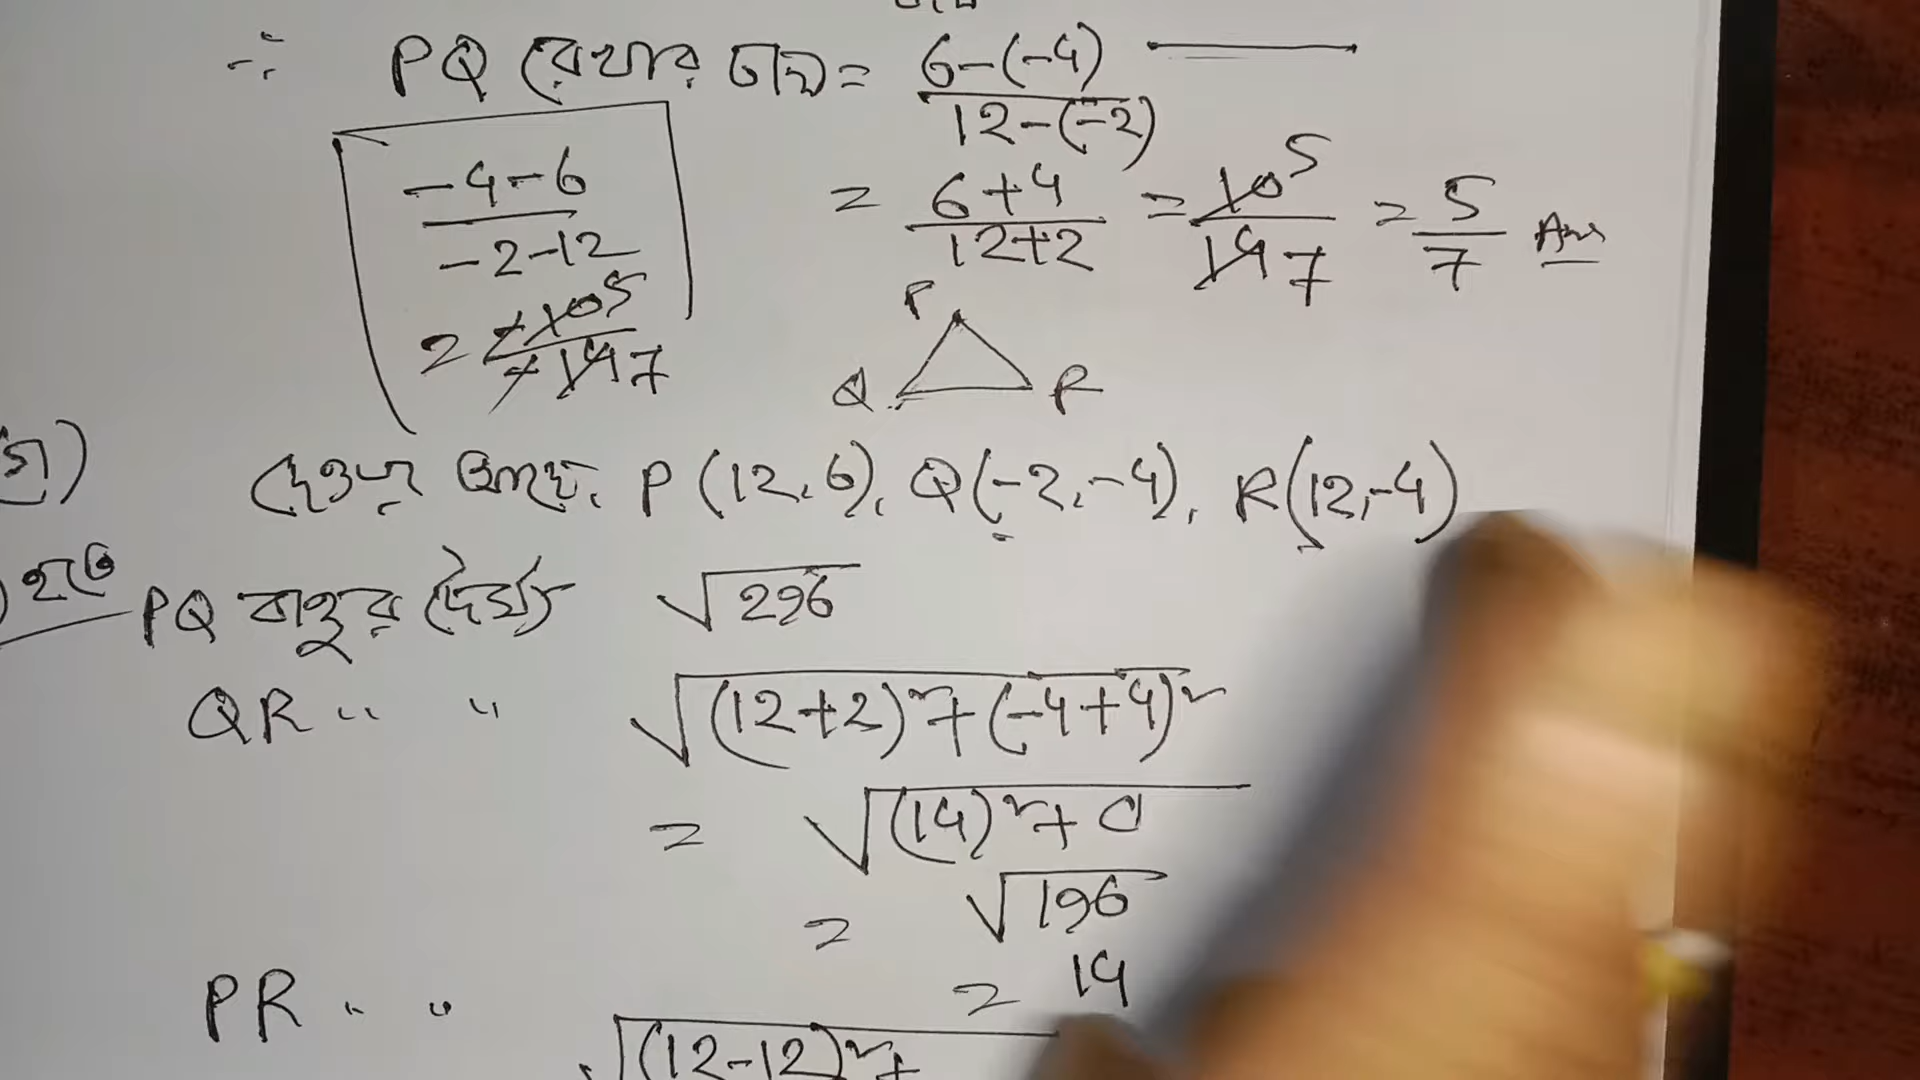 ∴ PQ রেখার ঢাল = 6-(-4)/12-(-2)
= 6+4/12+2 = 10 5/14 7 = 5/7 Ans
-4-6/-2-12
= -10 5/-14 7
P
Q R
গ) দেওয়া আছে, P(12,6), Q(-2,-4), R(12,-4)
হতে PQ বাহুর দৈর্ঘ্য √296
QR " " √(12+2)²+(-4+4)²
= √(14)²+0
= √196
= 14
PR " " √(12-12)²+